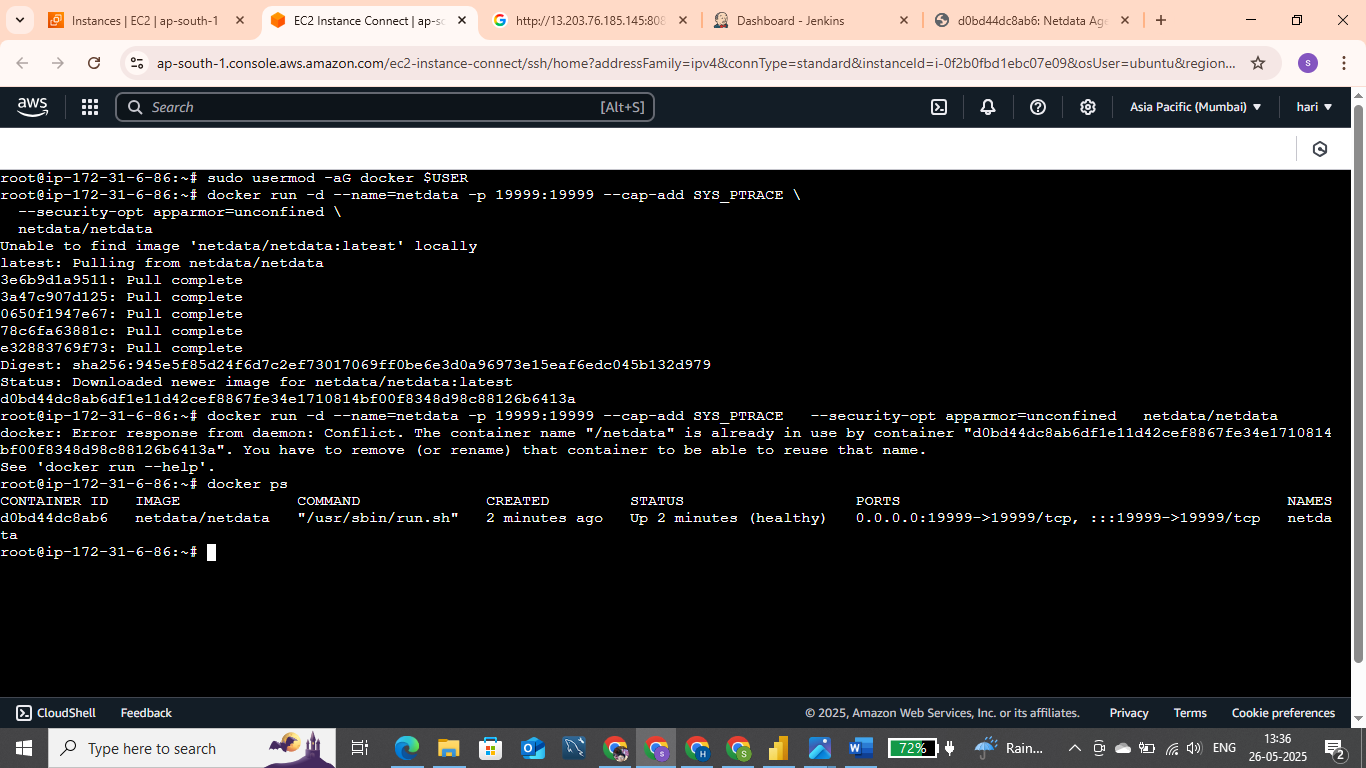 Instances | EC2 | ap-south-1
EC2 Instance Connect | ap-so
http://13.203.76.185.145:808
Dashboard - Jenkins
d0bd44dc8ab6: Netdata Age
ap-south-1.console.aws.amazon.com/ec2-instance-connect/ssh/home?addressFamily=ipv4&connType=standard&instanceId=i-0f2b0fbd1ebc07e09&osUser=ubuntu&region...
s
aws
Search
[Alt+S]
Asia Pacific (Mumbai)
hari
root@ip-172-31-6-86:~# sudo usermod -aG docker $USER
root@ip-172-31-6-86:~# docker run -d --name=netdata -p 19999:19999 --cap-add SYS_PTRACE \
--security-opt apparmor=unconfined \
netdata/netdata
Unable to find image 'netdata/netdata:latest' locally
latest: Pulling from netdata/netdata
3e6b9d1a9511: Pull complete
3a47c907d125: Pull complete
0650f1947e67: Pull complete
78c6fa63881c: Pull complete
e32883769f73: Pull complete
Digest: sha256:945e5f85d24f6d7c2ef73017069ff0be6e3d0a96973e15eaf6edc045b132d979
Status: Downloaded newer image for netdata/netdata:latest
d0bd44dc8ab6df1e11d42cef8867fe34e1710814bf00f8348d98c88126b6413a
root@ip-172-31-6-86:~# docker run -d --name=netdata -p 19999:19999 --cap-add SYS_PTRACE   --security-opt apparmor=unconfined   netdata/netdata
docker: Error response from daemon: Conflict. The container name "/netdata" is already in use by container "d0bd44dc8ab6df1e11d42cef8867fe34e1710814
bf00f8348d98c88126b6413a". You have to remove (or rename) that container to be able to reuse that name.
See 'docker run --help'.
root@ip-172-31-6-86:~# docker ps
CONTAINER ID   IMAGE             COMMAND              CREATED         STATUS                   PORTS                                           NAMES
d0bd44dc8ab6   netdata/netdata   "/usr/sbin/run.sh"   2 minutes ago   Up 2 minutes (healthy)   0.0.0.0:19999->19999/tcp, :::19999->19999/tcp   netda
ta
root@ip-172-31-6-86:~#
CloudShell
Feedback
© 2025, Amazon Web Services, Inc. or its affiliates.
Privacy
Terms
Cookie preferences
Type here to search
72%
Rain...
ENG
13:36
26-05-2025
2